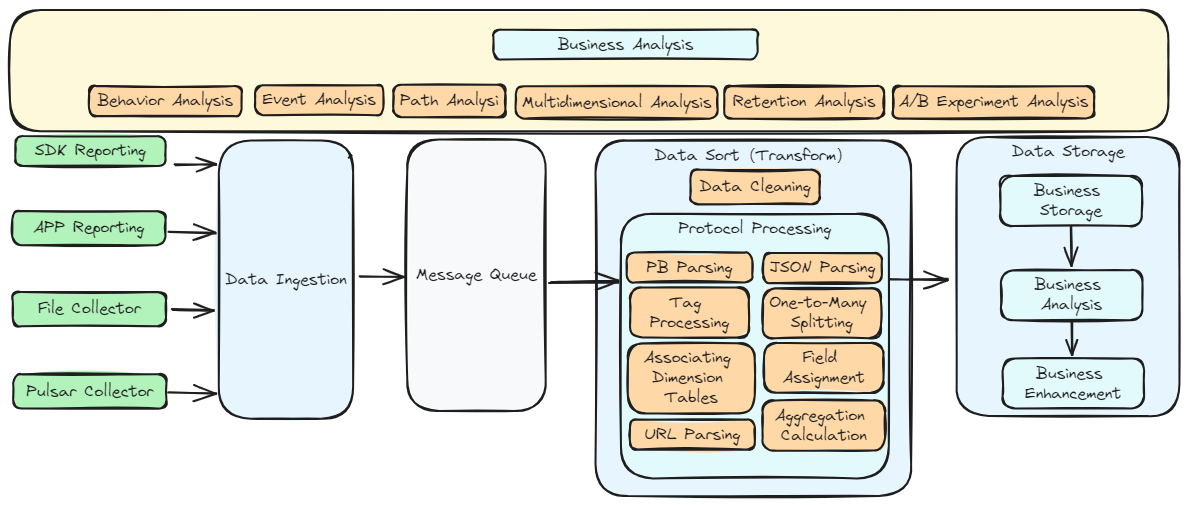 Business Analysis
Behavior Analysis
Event Analysis
Path Analysi
Multidimensional Analysis
Retention Analysis
A/B Experiment Analysis
SDK Reporting
APP Reporting
File Collector
Pulsar Collector
Data Ingestion
Message Queue
Data Sort (Transform)
Data Cleaning
Protocol Processing
PB Parsing
JSON Parsing
Tag
Processing
One-to-Many
Splitting
Associating
Dimension
Tables
Field
Assignment
URL Parsing
Aggregation
Calculation
Data Storage
Business
Storage
Business
Analysis
Business
Enhancement